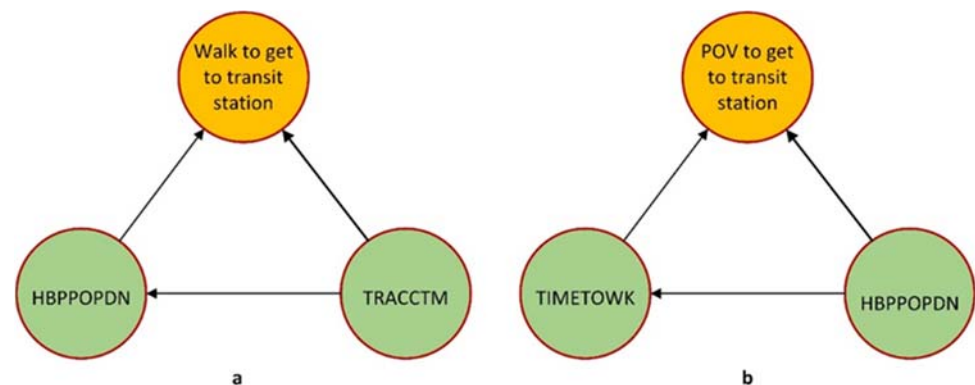 Walk to get
to transit
station
HBPPOPDN
TRACCTM
a
POV to get
to transit
station
TIMETOWK
HBPPOPDN
b